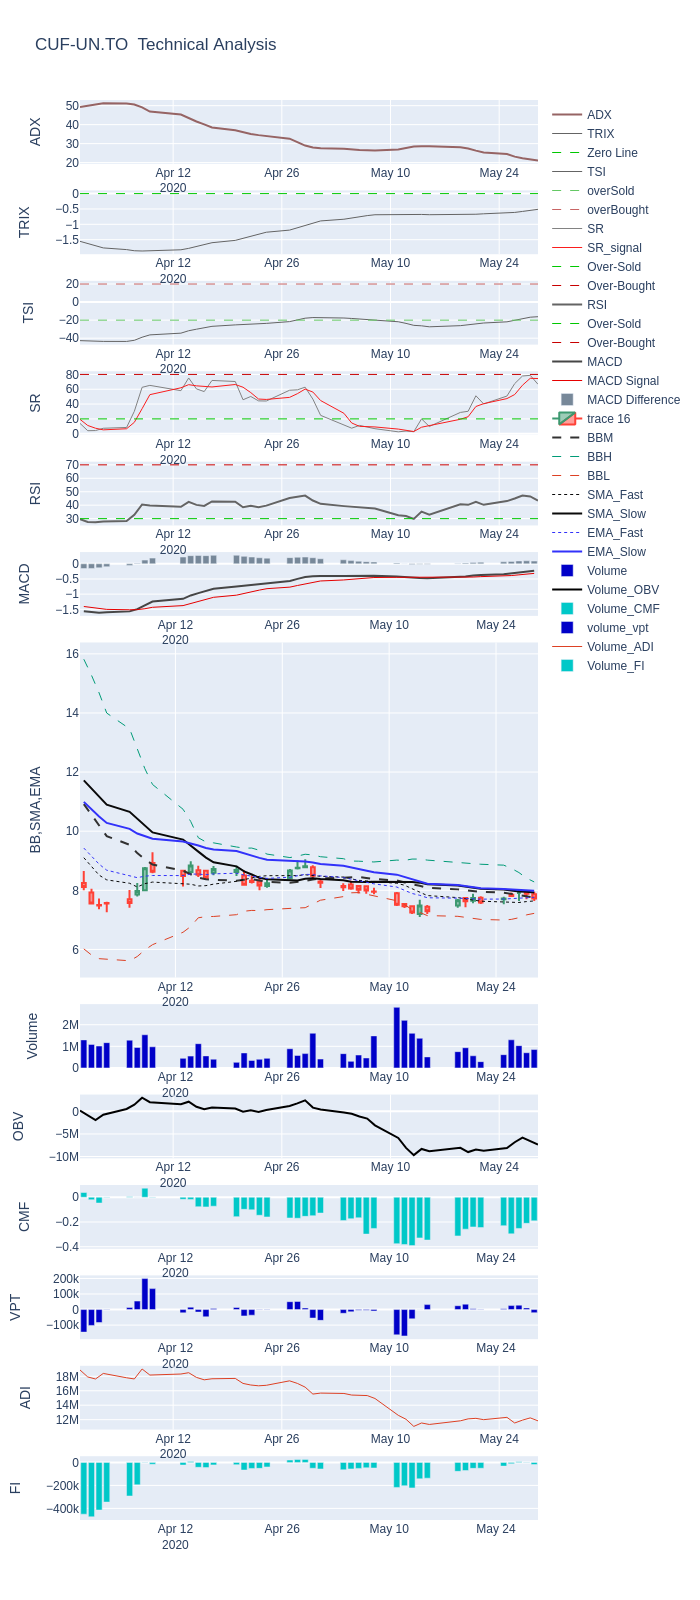 CUF-UN.TO  Technical Analysis
ADX
50
40
30
20
Apr 12
2020
Apr 26
May 10
May 24
TRIX
0
−0.5
−1
−1.5
Apr 12
2020
Apr 26
May 10
May 24
TSI
20
0
−20
−40
Apr 12
2020
Apr 26
May 10
May 24
SR
80
60
40
20
0
Apr 12
2020
Apr 26
May 10
May 24
RSI
70
60
50
40
30
Apr 12
2020
Apr 26
May 10
May 24
MACD
0
−0.5
−1
−1.5
Apr 12
2020
Apr 26
May 10
May 24
BB,SMA,EMA
16
14
12
10
8
6
Apr 12
2020
Apr 26
May 10
May 24
Volume
2M
1M
0
Apr 12
2020
Apr 26
May 10
May 24
OBV
0
−5M
−10M
Apr 12
2020
Apr 26
May 10
May 24
CMF
0
−0.2
−0.4
Apr 12
2020
Apr 26
May 10
May 24
VPT
200k
100k
0
−100k
Apr 12
2020
Apr 26
May 10
May 24
ADI
18M
16M
14M
12M
Apr 12
2020
Apr 26
May 10
May 24
FI
0
−200k
−400k
Apr 12
2020
Apr 26
May 10
May 24
ADX
TRIX
Zero Line
TSI
overSold
overBought
SR
SR_signal
Over-Sold
Over-Bought
RSI
Over-Sold
Over-Bought
MACD
MACD Signal
MACD Difference
trace 16
BBM
BBH
BBL
SMA_Fast
SMA_Slow
EMA_Fast
EMA_Slow
Volume
Volume_OBV
Volume_CMF
volume_vpt
Volume_ADI
Volume_FI